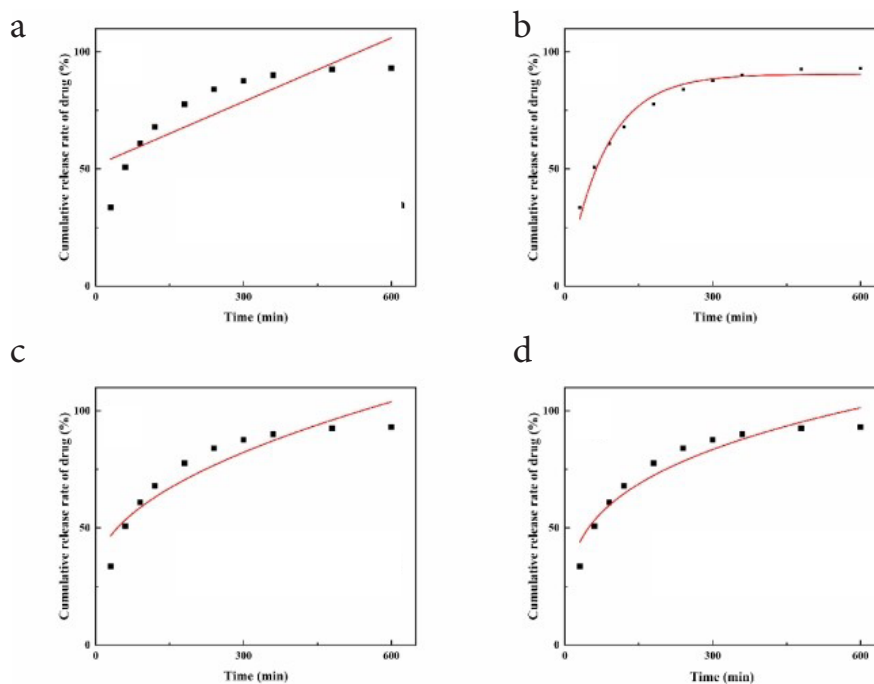 a
Cumulative release rate of drug (%)
100
50
0
0 300 600
Time (min)
b
Cumulative release rate of drug (%)
100
50
0
0 300 600
Time (min)
c
Cumulative release rate of drug (%)
100
50
0
0 300 600
Time (min)
d
Cumulative release rate of drug (%)
100
50
0
0 300 600
Time (min)